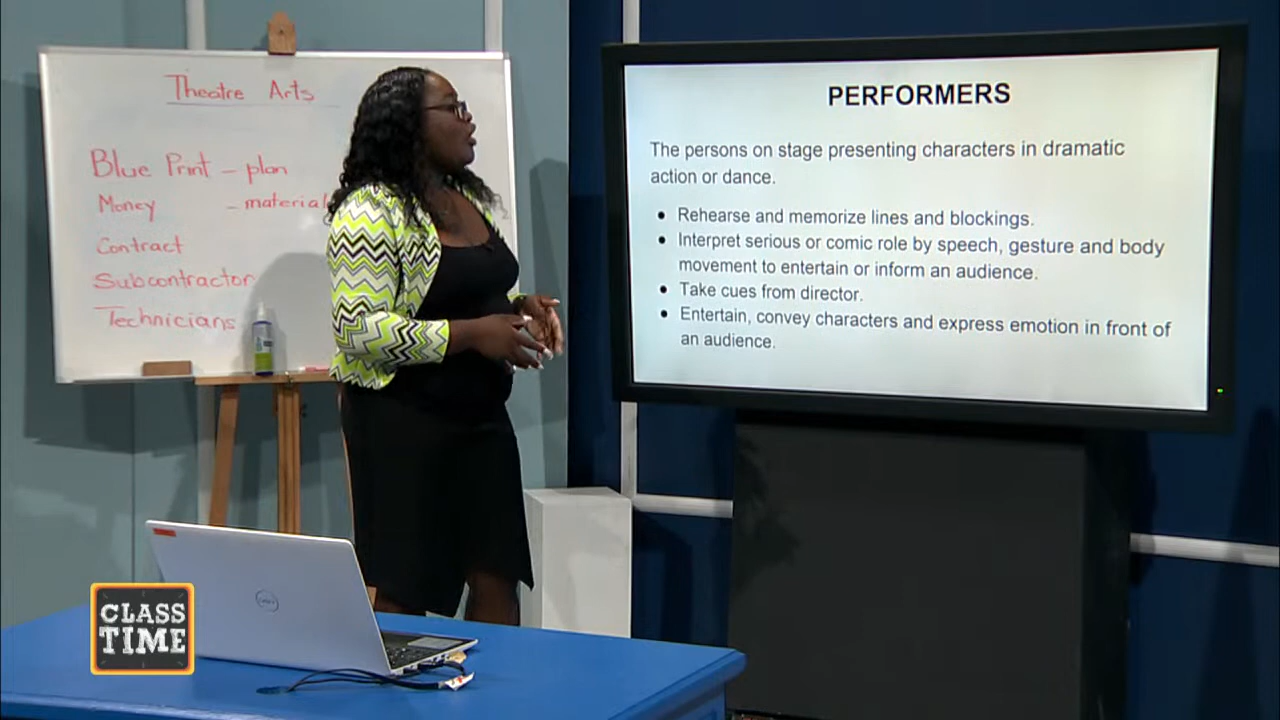 Theatre Arts
Blue Print - plan
Money - material
Contract
Subcontractor
Technicians
PERFORMERS
The persons on stage presenting characters in dramatic
action or dance.
• Rehearse and memorize lines and blockings.
• Interpret serious or comic role by speech, gesture and body
movement to entertain or inform an audience.
• Take cues from director.
• Entertain, convey characters and express emotion in front of
an audience.
DELL
CLASS
TIME